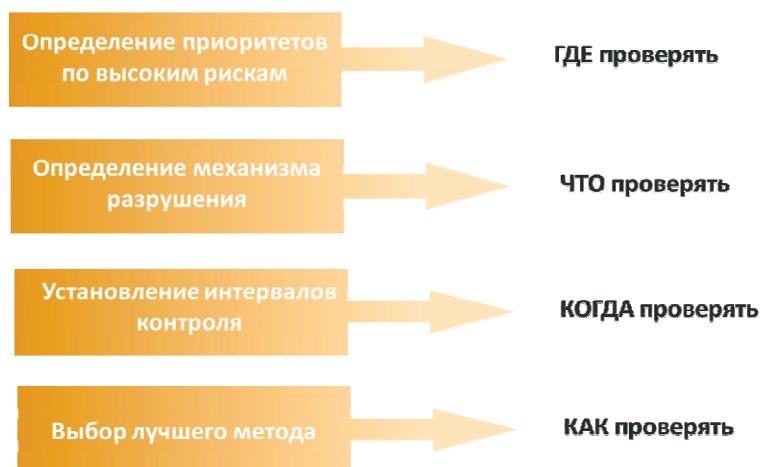 Определение приоритетов
по высоким рискам
ГДЕ проверять
Определение механизма
разрушения
ЧТО проверять
Установление интервалов
контроля
КОГДА проверять
Выбор лучшего метода
КАК проверять